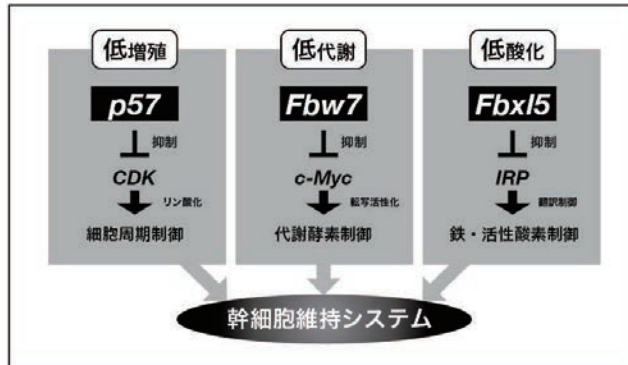 低増殖
p57
抑制
CDK
リン酸化
細胞周期制御
低代謝
Fbw7
抑制
c-Myc
転写活性化
代謝酵素制御
低酸化
Fbxl5
抑制
IRP
翻訳制御
鉄・活性酸素制御
幹細胞維持システム